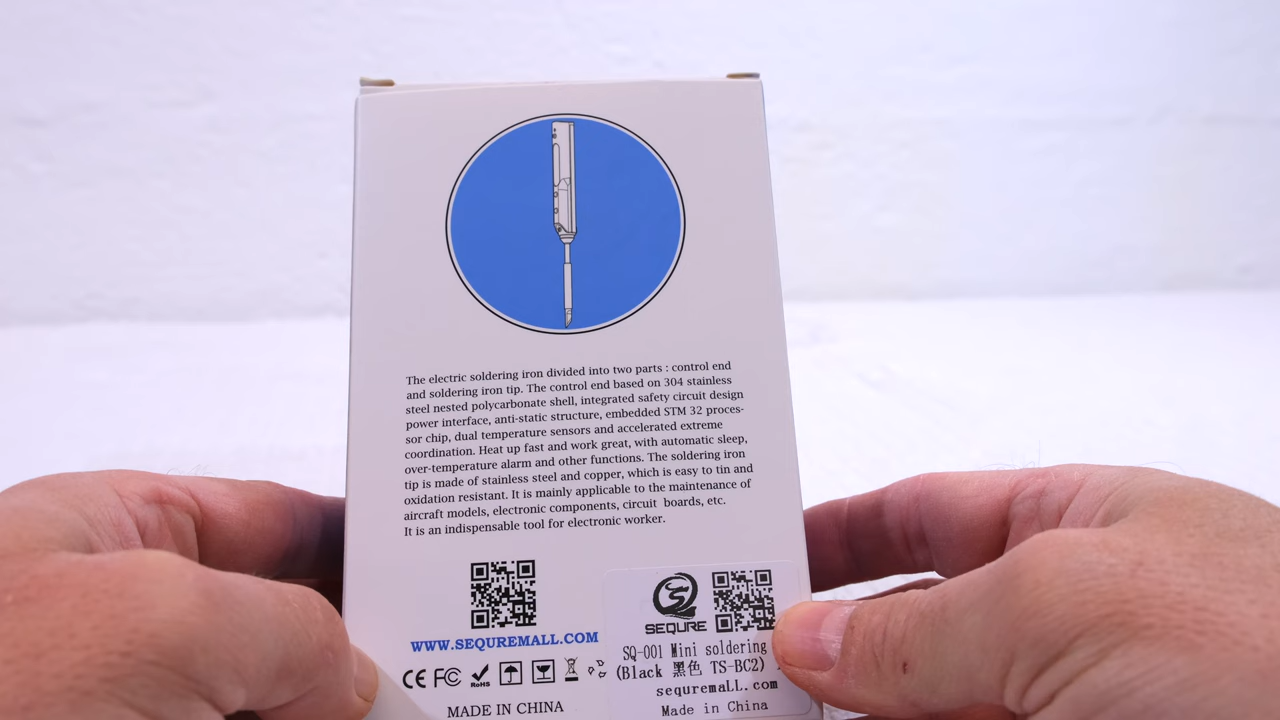 The electric soldering iron divided into two parts : control end
and soldering iron tip. The control end based on 304 stainless
steel nested polycarbonate shell, integrated safety circuit design
power interface, anti-static structure, embedded STM 32 proces-
sor chip, dual temperature sensors and accelerated extreme
coordination. Heat up fast and work great, with automatic sleep,
over-temperature alarm and other functions. The soldering iron
tip is made of stainless steel and copper, which is easy to tin and
oxidation resistant. It is mainly applicable to the maintenance of
aircraft models, electronic components, circuit boards, etc.
It is an indispensable tool for electronic worker.
WWW.SEQUREMALL.COM
CE FC RoHS
MADE IN CHINA
SEQURE
SQ-001 Mini soldering
(Black 黑色 TS-BC2)
sequremaLL.com
Made in China